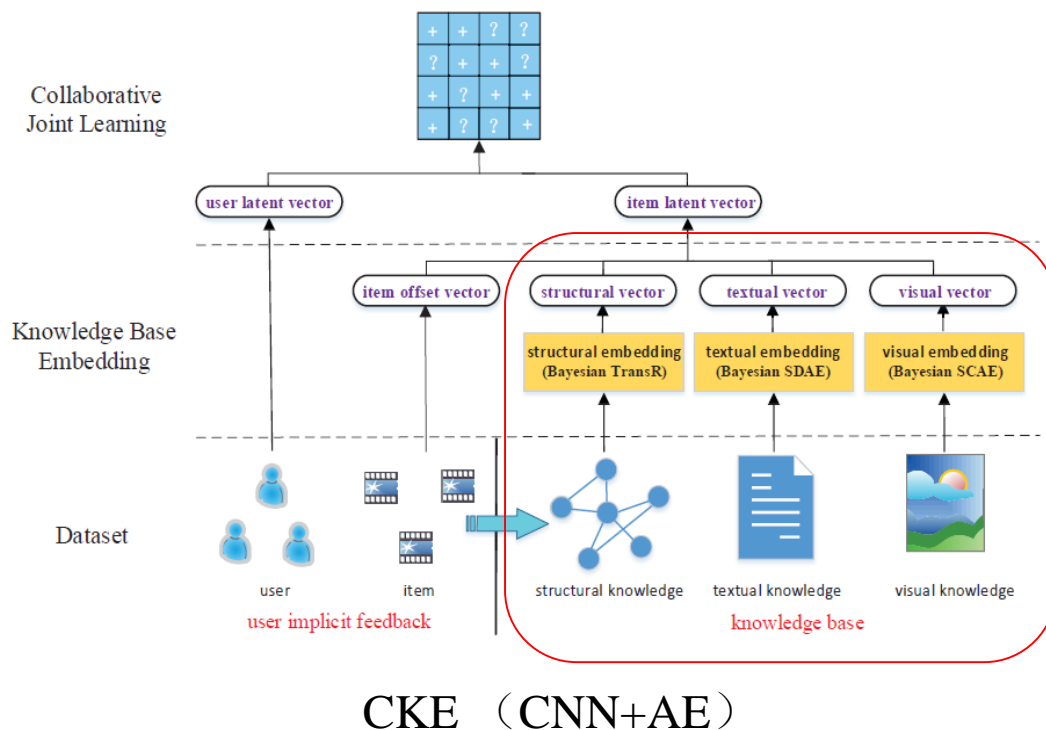 + + ? ?
? + + ?
+ ? + +
+ ? ? +
Collaborative
Joint Learning
user latent vector
item latent vector
item offset vector
structural vector
textual vector
visual vector
Knowledge Base
Embedding
structural embedding
(Bayesian TransR)
textual embedding
(Bayesian SDAE)
visual embedding
(Bayesian SCAE)
Dataset
user
item
structural knowledge
textual knowledge
visual knowledge
user implicit feedback
knowledge base
CKE （CNN+AE）